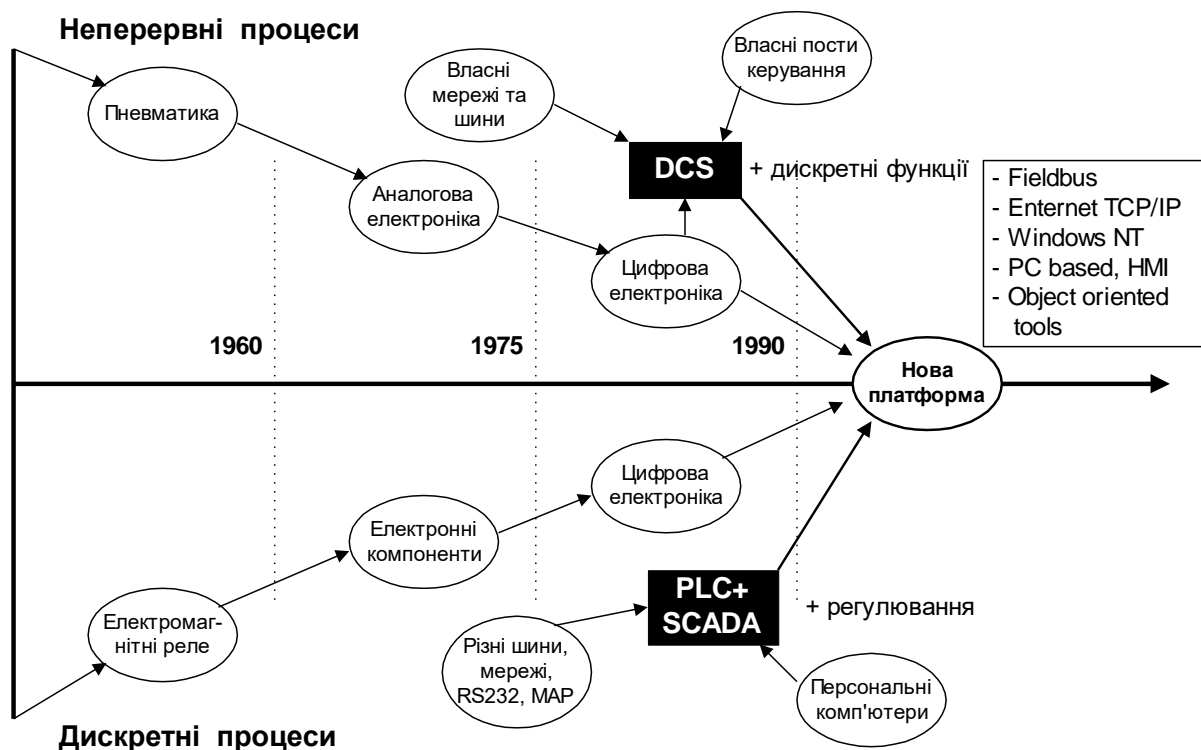 Неперервні процеси
Власні пости
керування
Власні
мережі та
шини
Пневматика
DCS
+ дискретні функції
- Fieldbus
- Enternet TCP/IP
- Windows NT
- PC based, HMI
- Object oriented
tools
Аналогова
електроніка
Цифрова
електроніка
1960
1975
1990
Нова
платформа
Цифрова
електроніка
Електронні
компоненти
PLC+
SCADA
+ регулювання
Електромаг-
нітні реле
Різні шини,
мережі,
RS232, MAP
Персональні
комп'ютери
Дискретні процеси